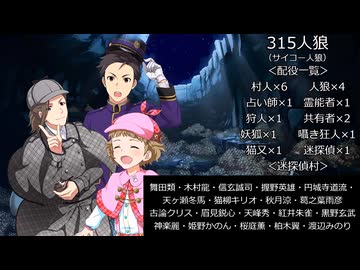 315人狼
(サイコー人狼)
<配役一覧>
村人×6 人狼×4
占い師×1 霊能者×1
狩人×1 共有者×2
妖狐×1 囁き狂人×1
猫又×1 迷探偵×1
<迷探偵村>
舞田類・木村龍・信玄誠司・握野英雄・円城寺道流・
天ヶ瀬冬馬・猫柳キリオ・秋月涼・葛之葉雨彦・
古論クリス・眉見鋭心・天峰秀・紅井朱雀・黒野玄武
神楽麗・姫野かのん・桜庭薫・柏木翼・渡辺みのり